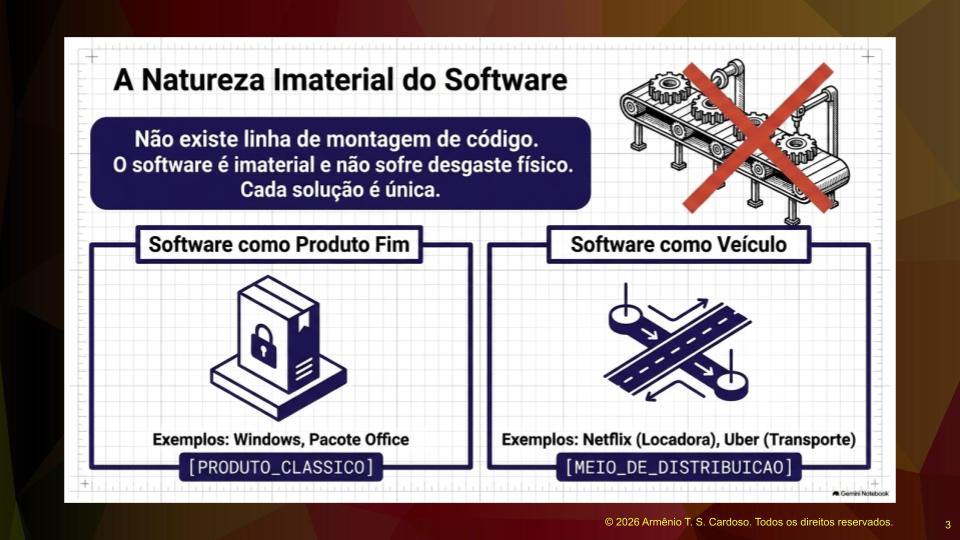 A Natureza Imaterial do Software
Não existe linha de montagem de código.
O software é imaterial e não sofre desgaste físico.
Cada solução é única.
Software como Produto Fim
Exemplos: Windows, Pacote Office
[PRODUTO_CLASSICO]
Software como Veículo
Exemplos: Netflix (Locadora), Uber (Transporte)
[MEIO_DE_DISTRIBUICAO]
Gemini Notebook
© 2026 Armênio T. S. Cardoso. Todos os direitos reservados.
3